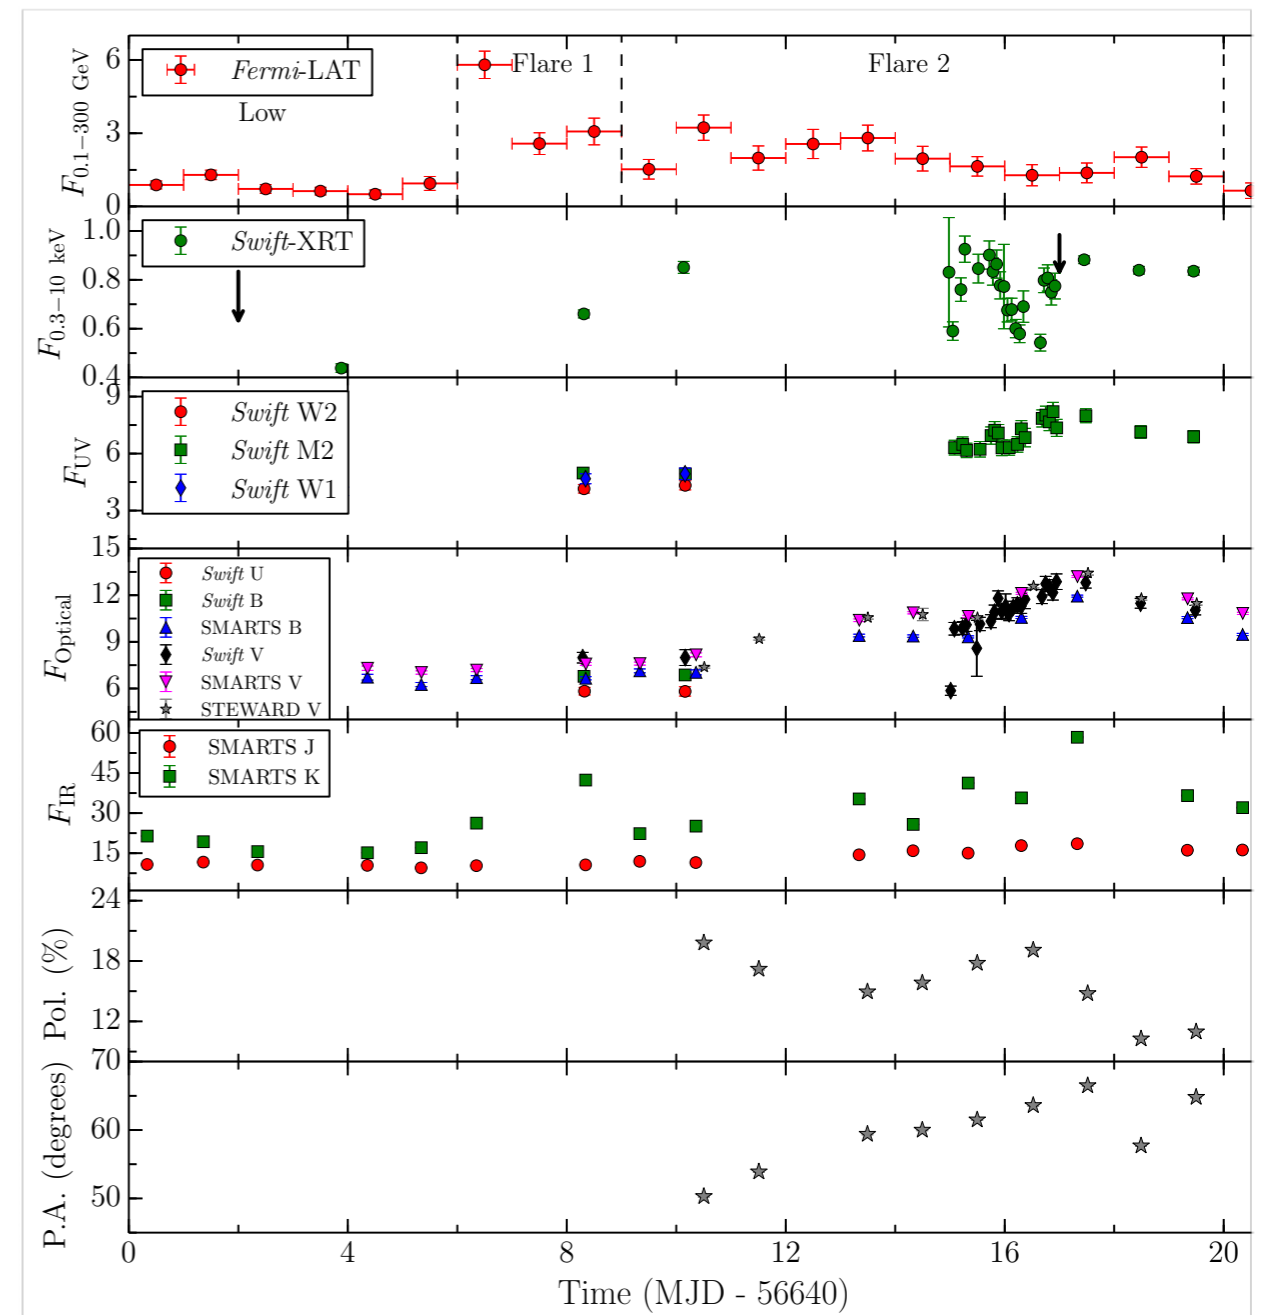 F0.1−300 GeV
6
3
0
Fermi-LAT
Low
Flare 1
Flare 2
F0.3−10 keV
1.0
0.8
0.6
0.4
Swift-XRT
FUV
9
6
3
Swift W2
Swift M2
Swift W1
FOptical
15
12
9
6
Swift U
Swift B
SMARTS B
Swift V
SMARTS V
STEWARD V
FIR
60
45
30
15
SMARTS J
SMARTS K
Pol. (%)
24
18
12
P.A. (degrees)
70
60
50
0 4 8 12 16 20
Time (MJD - 56640)